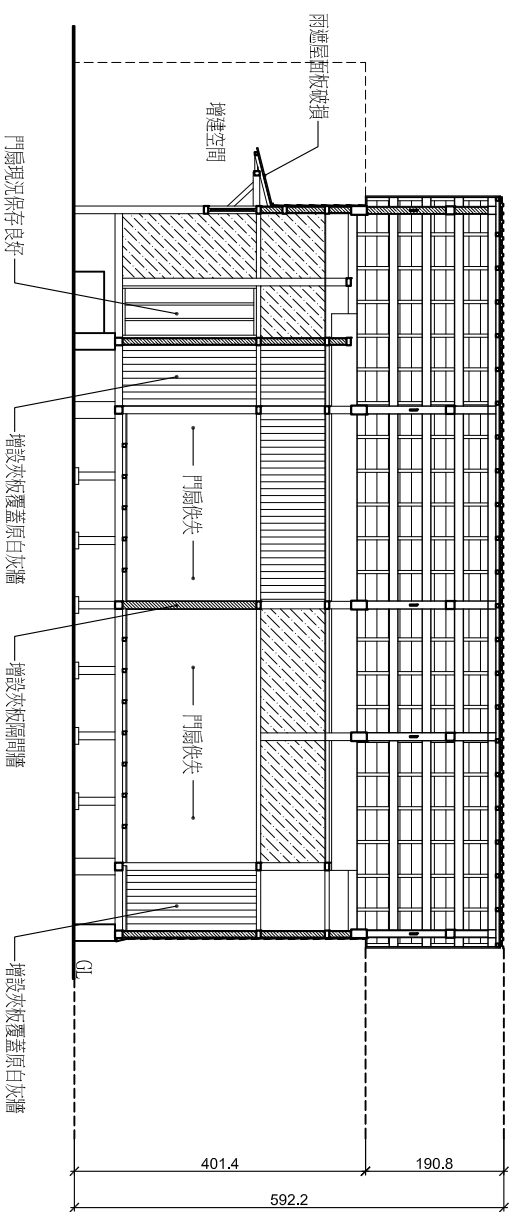 雨遮屋面板破損
增建空間
門扇佚失
門扇佚失
GL
門扇現況保存良好
增設夾板覆蓋原白灰牆
增設夾板隔間牆
增設夾板覆蓋原白灰牆
190.8
401.4
592.2